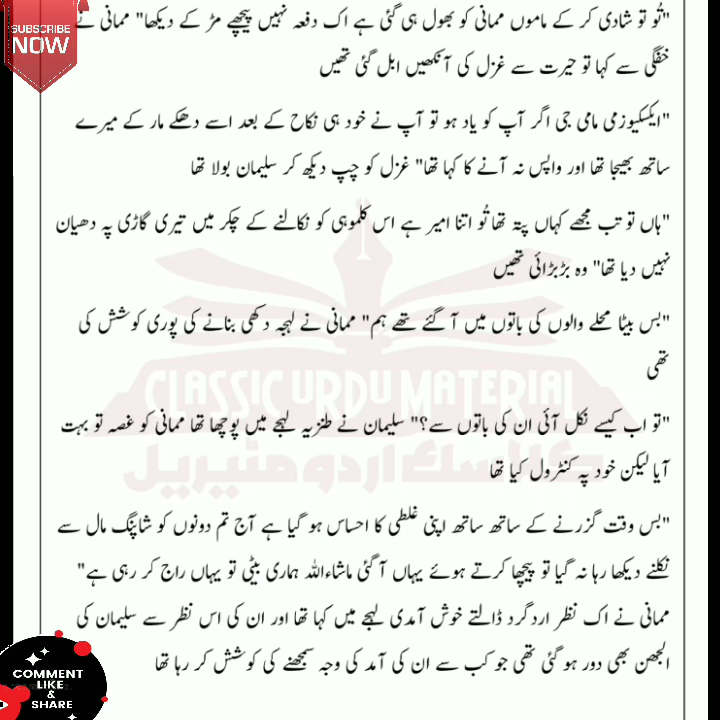 SUBSCRIBE
NOW
"تُو تو شادی کر کے ماموں ممانی کو بھول ہی گئی ہے اک دفعہ نہیں پیچھے مڑ کے دیکھا" ممانی نے
خفگی سے کہا تو حیرت سے غزل کی آنکھیں ابل گئی تھیں
"ایکسکیوزمی مامی جی اگر آپ کو یاد ہو تو آپ نے خود ہی نکاح کے بعد اسے دھکے مار کے میرے
ساتھ بھیجا تھا اور واپس نہ آنے کا کہا تھا" غزل کو چپ دیکھ کر سلیمان بولا تھا
"ہاں تو تب مجھے کہاں پتہ تھا تُو اتنا امیر ہے اس کلموہی کو نکالنے کے چکر میں تیری گاڑی پہ دھیان
نہیں دیا تھا" وہ بڑبڑائی تھیں
"بس بیٹا محلے والوں کی باتوں میں آ گئے تھے ہم" ممانی نے لہجہ دکھی بنانے کی پوری کوشش کی
تھی
CLASSIC URDU MATERIAL
"تو اب کیسے نکل آئی ان کی باتوں سے؟" سلیمان نے طنزیہ لہجے میں پوچھا تھا ممانی کو غصہ تو بہت
آیا لیکن خود پہ کنٹرول کیا تھا
کلاسک اردو مٹیریل
"بس وقت گزرنے کے ساتھ ساتھ اپنی غلطی کا احساس ہو گیا ہے آج تم دونوں کو شاپنگ مال سے
نکلتے دیکھا رہا نہ گیا تو پیچھا کرتے ہوئے یہاں آ گئی ماشاءاللہ ہماری بیٹی تو یہاں راج کر رہی ہے"
ممانی نے اک نظر اردگرد ڈالتے خوش آمدی لہجے میں کہا تھا اور ان کی اس نظر سے سلیمان کی
الجھن بھی دور ہو گئی تھی جو کب سے ان کی آمد کی وجہ سمجھنے کی کوشش کر رہا تھا
COMMENT
LIKE
&
SHARE